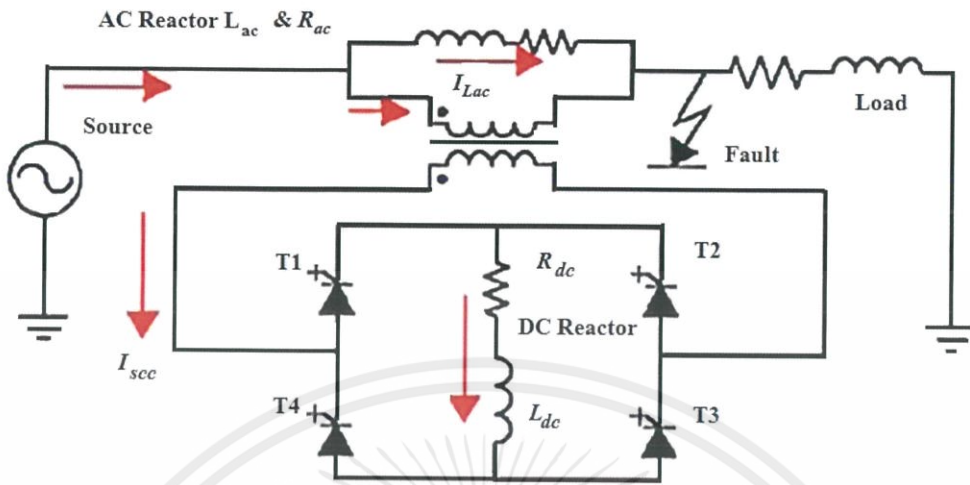 AC Reactor Lac & Rac
ILac
Source
Load
Fault
T1
Rdc
T2
DC Reactor
Iscc
T4
Ldc
T3